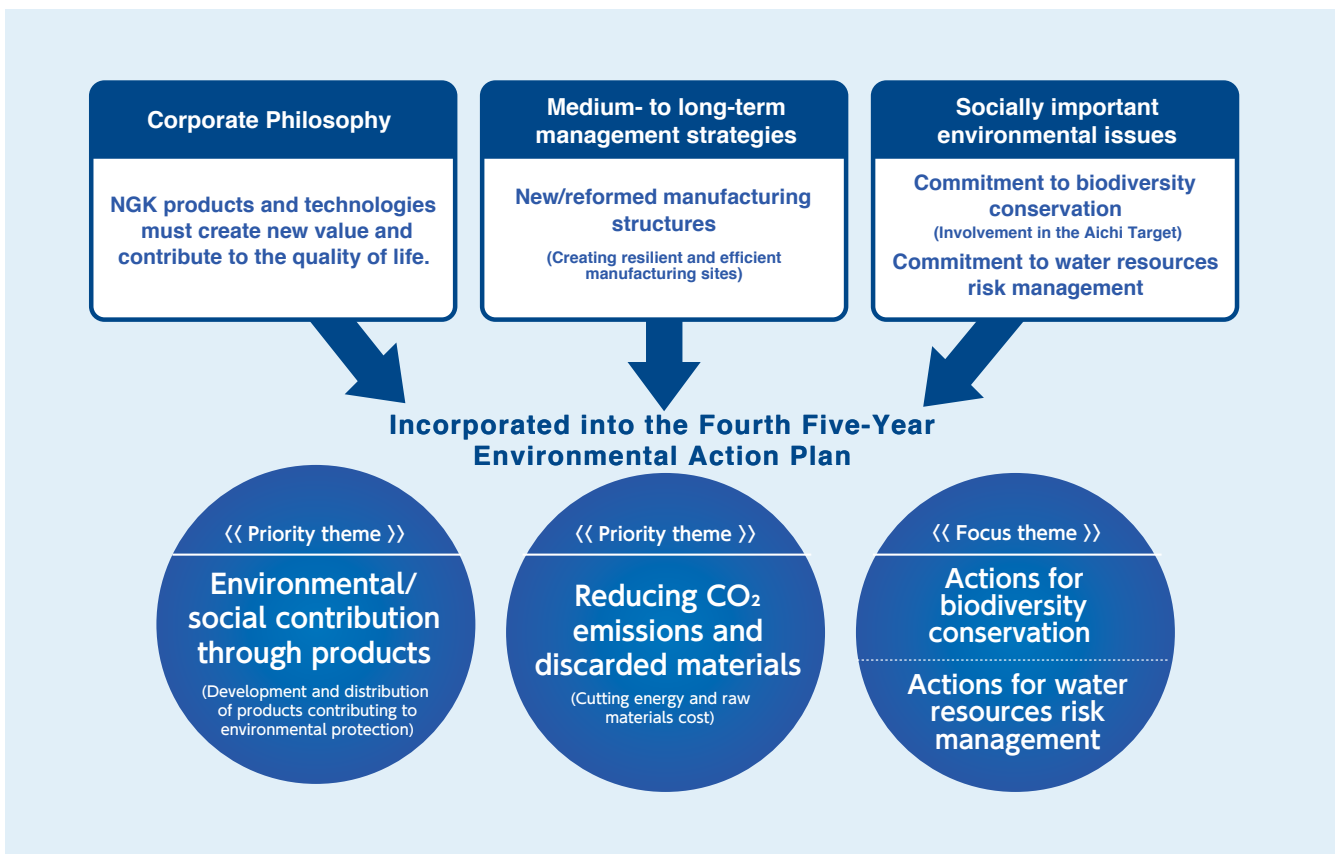 Corporate Philosophy
NGK products and technologies
must create new value and
contribute to the quality of life.
Medium- to long-term
management strategies
New/reformed manufacturing
structures
(Creating resilient and efficient
manufacturing sites)
Socially important
environmental issues
Commitment to biodiversity
conservation
(Involvement in the Aichi Target)
Commitment to water resources
risk management
Incorporated into the Fourth Five-Year
Environmental Action Plan
⟨⟨ Priority theme ⟩⟩
Environmental/
social contribution
through products
(Development and distribution
of products contributing to
environmental protection)
⟨⟨ Priority theme ⟩⟩
Reducing CO₂
emissions and
discarded materials
(Cutting energy and raw
materials cost)
⟨⟨ Focus theme ⟩⟩
Actions for
biodiversity
conservation
Actions for water
resources risk
management